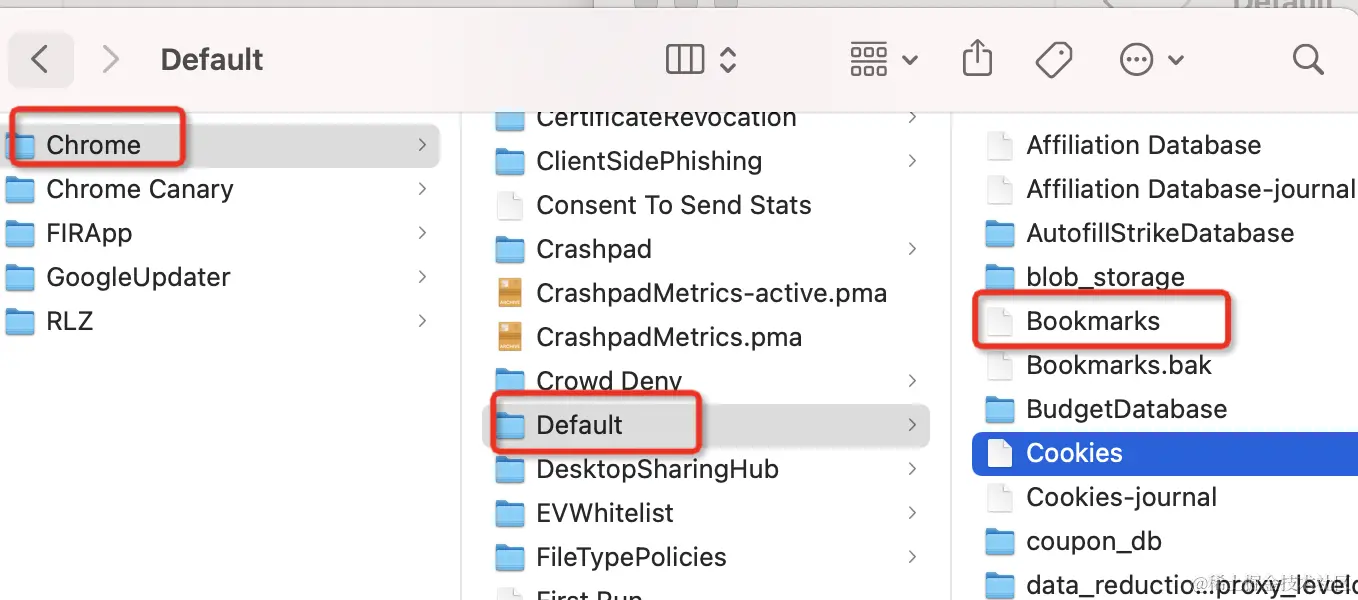 Default
Default
Chrome
Chrome Canary
FIRApp
GoogleUpdater
RLZ
CertificateRevocation
ClientSidePhishing
Consent To Send Stats
Crashpad
CrashpadMetrics-active.pma
CrashpadMetrics.pma
Crowd Deny
Default
DesktopSharingHub
EVWhitelist
FileTypePolicies
First Run
Affiliation Database
Affiliation Database-journal
AutofillStrikeDatabase
blob_storage
Bookmarks
Bookmarks.bak
BudgetDatabase
Cookies
Cookies-journal
coupon_db
data_reductio...proxy_leveldb
@稀土掘金技术社区